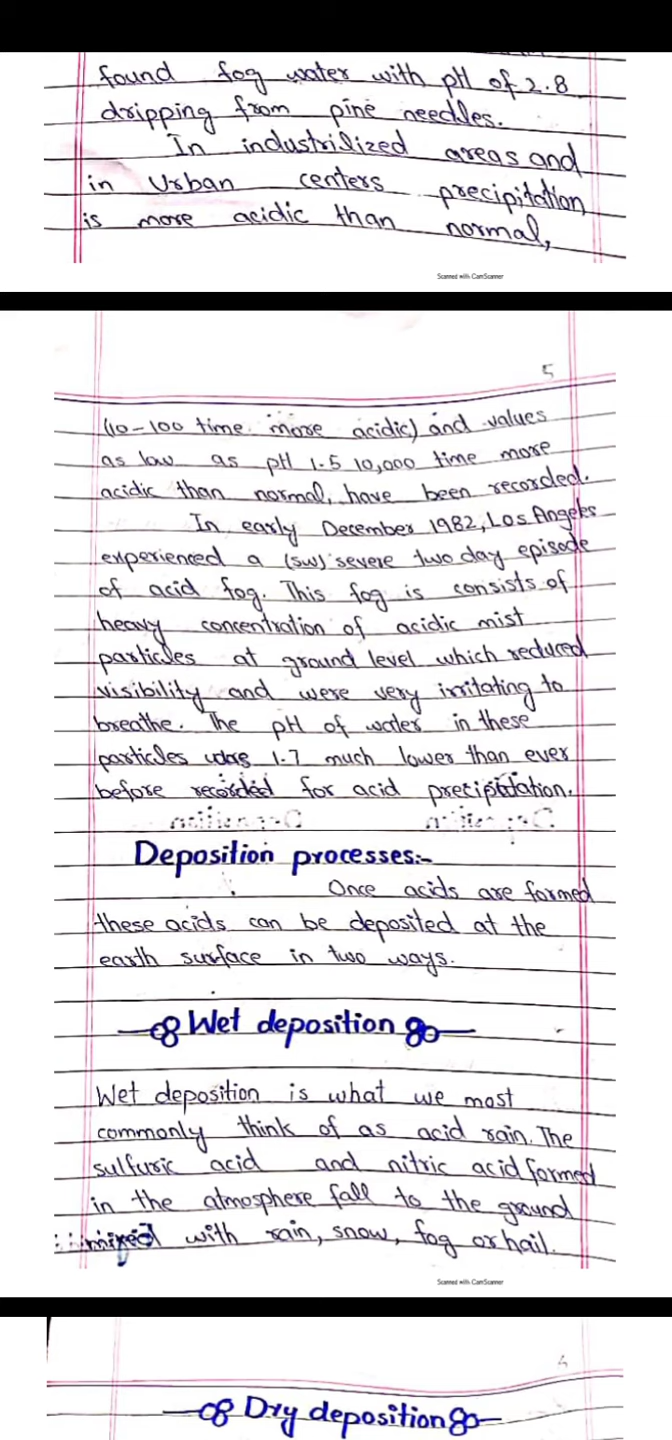 found fog water with pH of 2.8
dripping from pine needles.
In industrilized areas and
in Urban centers precipitation
is more acidic than normal,
Scanned with CamScanner
5
(10-100 time more acidic) and values
as low as pH 1.5 10,000 time more
acidic than normal, have been recorded.
In early December 1982, Los Angels
experienced a (sw) severe two day episode
of acid fog. This fog is consists of
heavy concentration of acidic mist
particles at ground level which reduced
visibility and were very irritating to
breathe. The pH of water in these
particles was 1.7 much lower than ever
before recorded for acid precipitation.
Deposition processes:-
Once acids are formed
these acids can be deposited at the
earth surface in two ways.
Wet deposition
Wet deposition is what we most
commonly think of as acid rain. The
sulfuric acid and nitric acid formed
in the atmosphere fall to the ground
mixed with rain, snow, fog or hail.
Scanned with CamScanner
Dry deposition